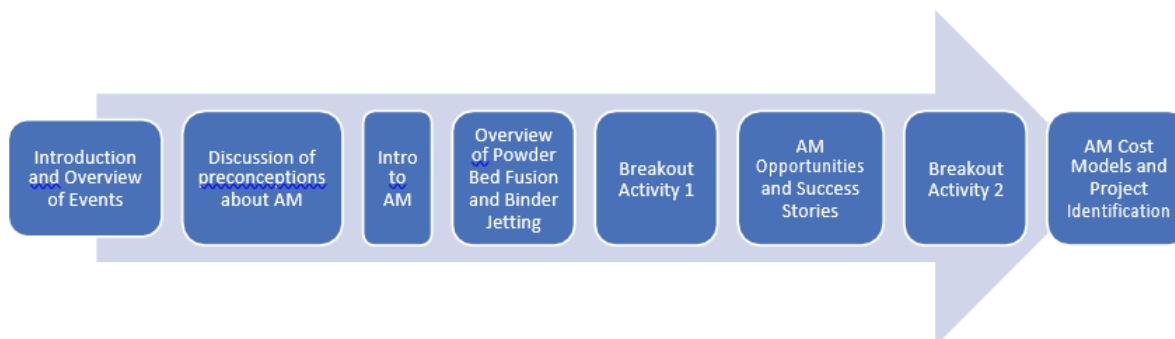 Introduction
and Overview
of Events
Discussion of
preconceptions
about AM
Intro
to
AM
Overview
of Powder
Bed Fusion
and Binder
Jetting
Breakout
Activity 1
AM
Opportunities
and Success
Stories
Breakout
Activity 2
AM Cost
Models and
Project
Identification